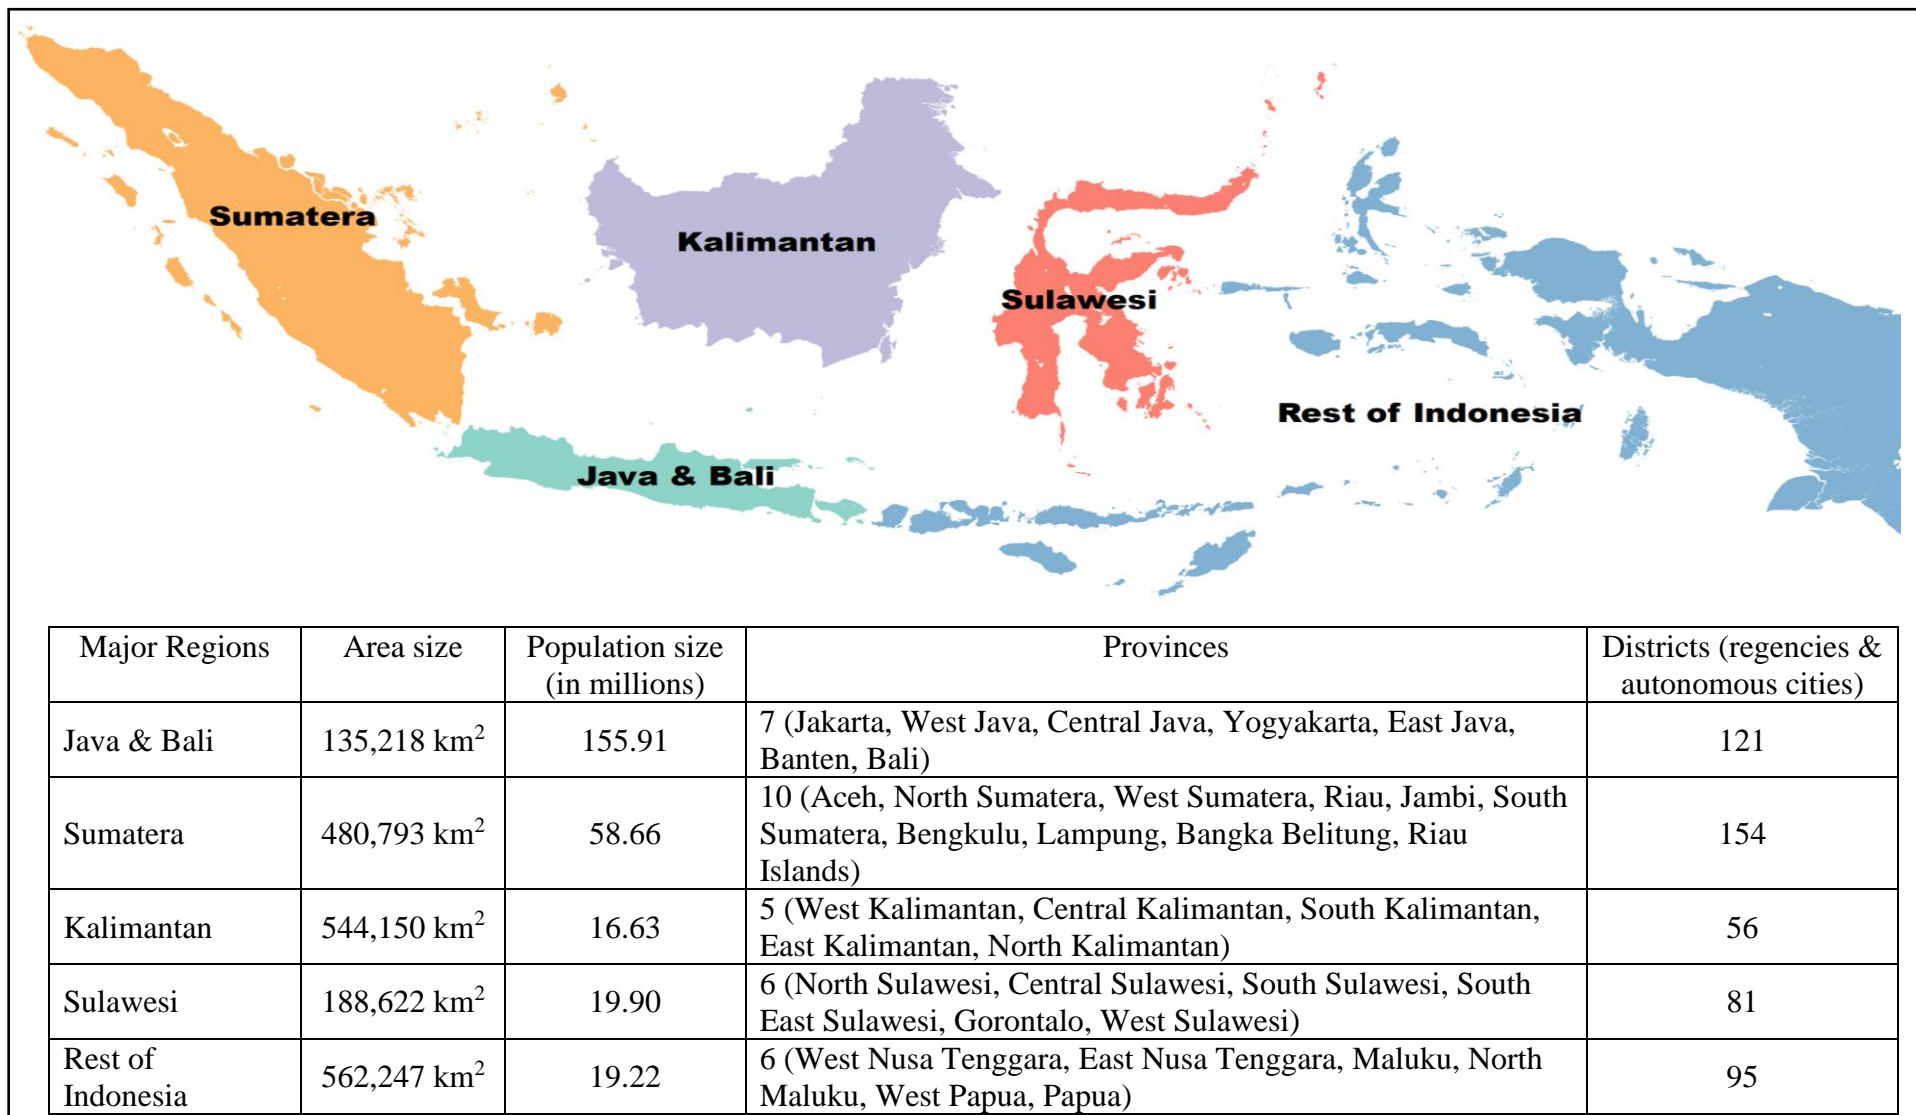 Sumatera
Kalimantan
Sulawesi
Rest of Indonesia
Java & Bali
Major Regions
Area size
Population size
(in millions)
Provinces
Districts (regencies &
autonomous cities)
Java & Bali
135,218 km²
155.91
7 (Jakarta, West Java, Central Java, Yogyakarta, East Java,
Banten, Bali)
121
Sumatera
480,793 km²
58.66
10 (Aceh, North Sumatera, West Sumatera, Riau, Jambi, South
Sumatera, Bengkulu, Lampung, Bangka Belitung, Riau
Islands)
154
Kalimantan
544,150 km²
16.63
5 (West Kalimantan, Central Kalimantan, South Kalimantan,
East Kalimantan, North Kalimantan)
56
Sulawesi
188,622 km²
19.90
6 (North Sulawesi, Central Sulawesi, South Sulawesi, South
East Sulawesi, Gorontalo, West Sulawesi)
81
Rest of
Indonesia
562,247 km²
19.22
6 (West Nusa Tenggara, East Nusa Tenggara, Maluku, North
Maluku, West Papua, Papua)
95